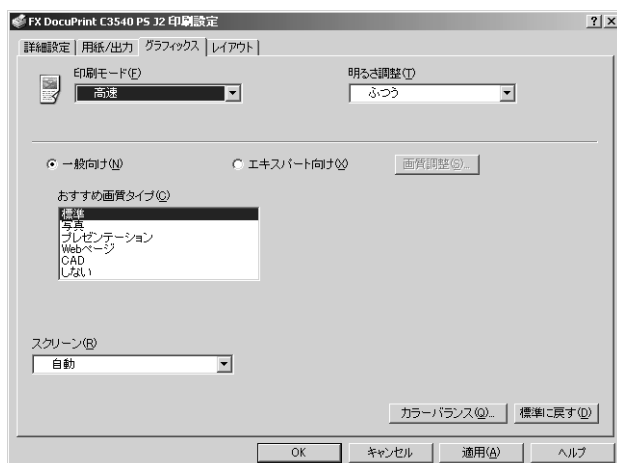 FX DocuPrint C3540 PS J2 印刷設定
詳細設定 用紙/出力 グラフィックス レイアウト
印刷モード(F) 明るさ調整(T)
高速 ふつう
一般向け(N) エキスパート向け(X) 画質調整(S)...
おすすめ画質タイプ(C)
標準
写真
プレゼンテーション
Webページ
CAD
しない
スクリーン(R)
自動
カラーバランス(Q)... 標準に戻す(D)
OK キャンセル 適用(A) ヘルプ